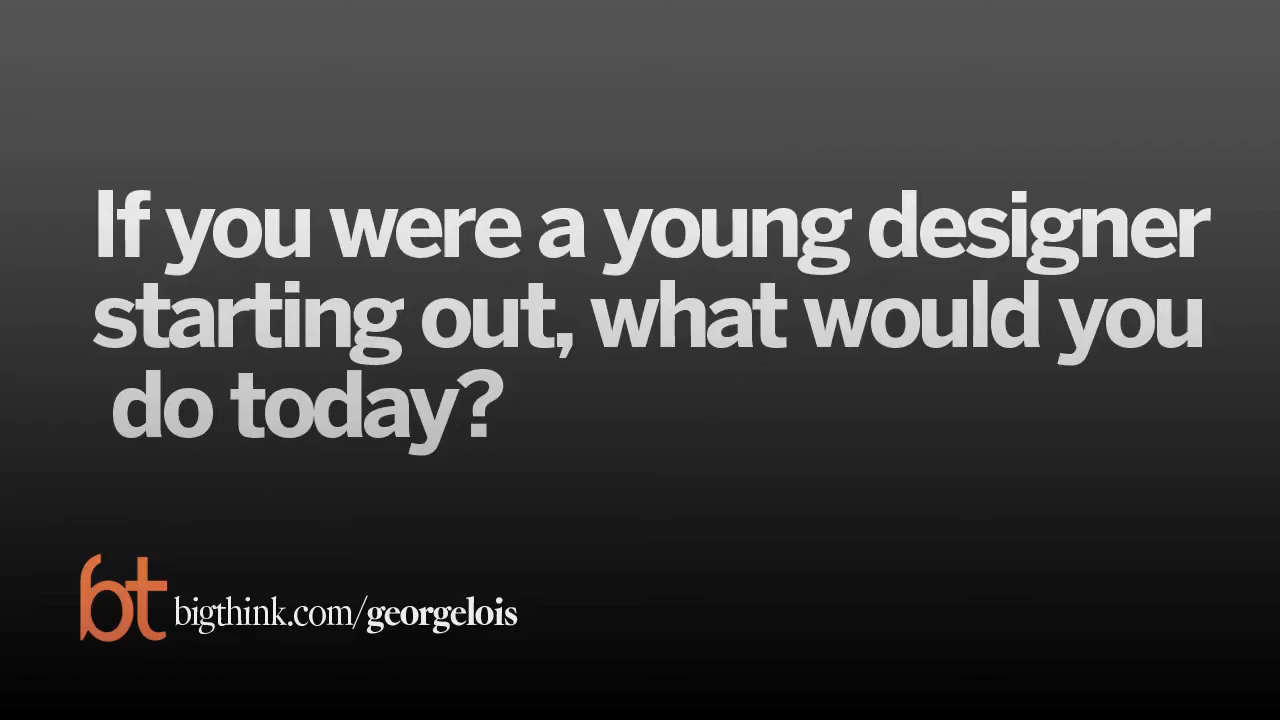 If you were a young designer
starting out, what would you
do today?
bt bigthink.com/georgelois